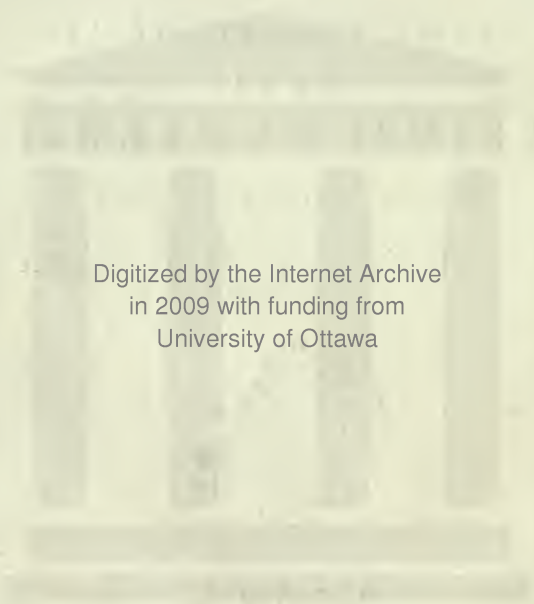 Digitized by the Internet Archive
in 2009 with funding from
University of Ottawa